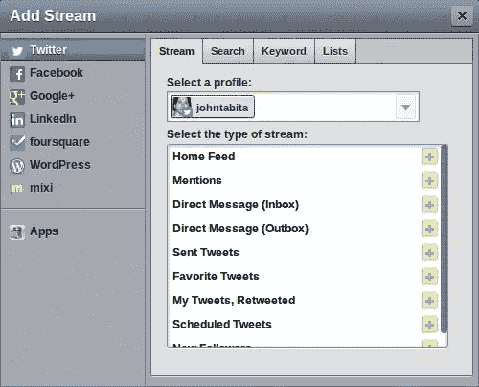 Add Stream
Twitter
Facebook
Google+
LinkedIn
foursquare
WordPress
mixi
Apps
Stream Search Keyword Lists
Select a profile:
johntabita
Select the type of stream:
Home Feed
Mentions
Direct Message (Inbox)
Direct Message (Outbox)
Sent Tweets
Favorite Tweets
My Tweets, Retweeted
Scheduled Tweets
New Followers